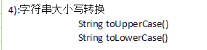 4):字符串大小写转换
String toUpperCase()
String toLowerCase()